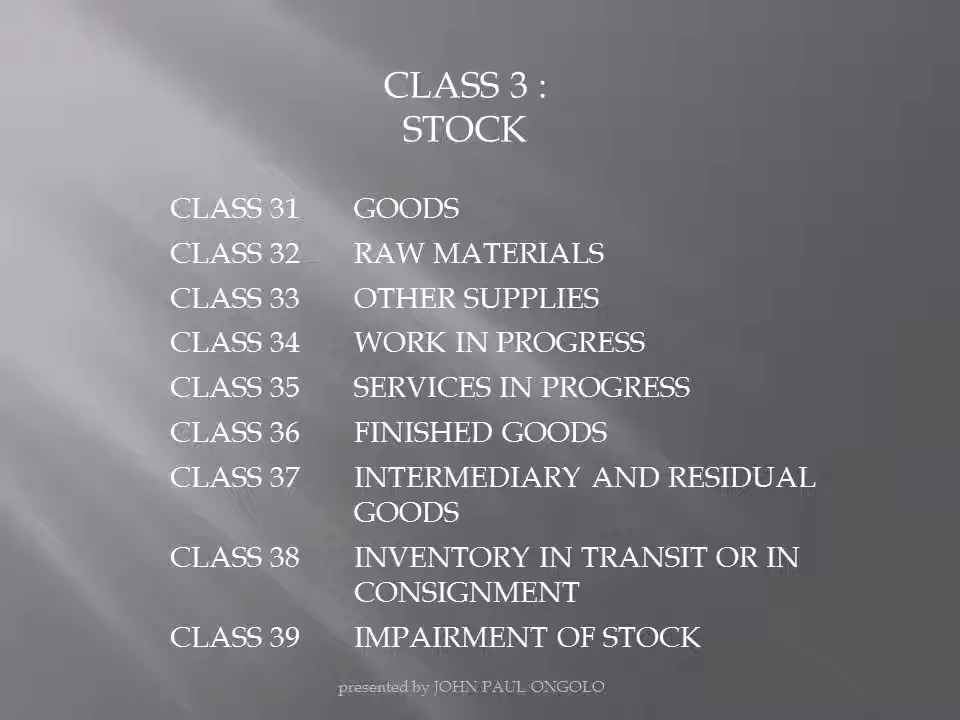 CLASS 3 :
STOCK
CLASS 31 GOODS
CLASS 32 RAW MATERIALS
CLASS 33 OTHER SUPPLIES
CLASS 34 WORK IN PROGRESS
CLASS 35 SERVICES IN PROGRESS
CLASS 36 FINISHED GOODS
CLASS 37 INTERMEDIARY AND RESIDUAL
GOODS
CLASS 38 INVENTORY IN TRANSIT OR IN
CONSIGNMENT
CLASS 39 IMPAIRMENT OF STOCK
presented by JOHN PAUL ONGOLO